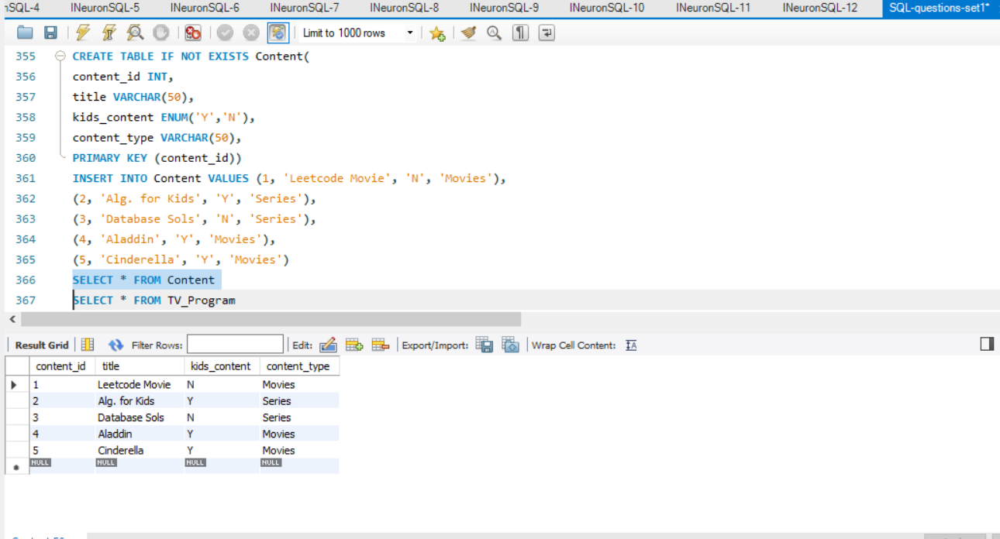 nSQL-4 INeuronSQL-5 INeuronSQL-6 INeuronSQL-7 INeuronSQL-8 INeuronSQL-9 INeuronSQL-10 INeuronSQL-11 INeuronSQL-12 SQL-questions-set1*
Limit to 1000 rows
355 CREATE TABLE IF NOT EXISTS Content(
356 content_id INT,
357 title VARCHAR(50),
358 kids_content ENUM('Y','N'),
359 content_type VARCHAR(50),
360 PRIMARY KEY (content_id))
361 INSERT INTO Content VALUES (1, 'Leetcode Movie', 'N', 'Movies'),
362 (2, 'Alg. for Kids', 'Y', 'Series'),
363 (3, 'Database Sols', 'N', 'Series'),
364 (4, 'Aladdin', 'Y', 'Movies'),
365 (5, 'Cinderella', 'Y', 'Movies')
366 SELECT * FROM Content
367 SELECT * FROM TV_Program
Result Grid Filter Rows: Edit: Export/Import: Wrap Cell Content: IA
content_id title kids_content content_type
1 Leetcode Movie N Movies
2 Alg. for Kids Y Series
3 Database Sols N Series
4 Aladdin Y Movies
5 Cinderella Y Movies
NULL NULL NULL NULL